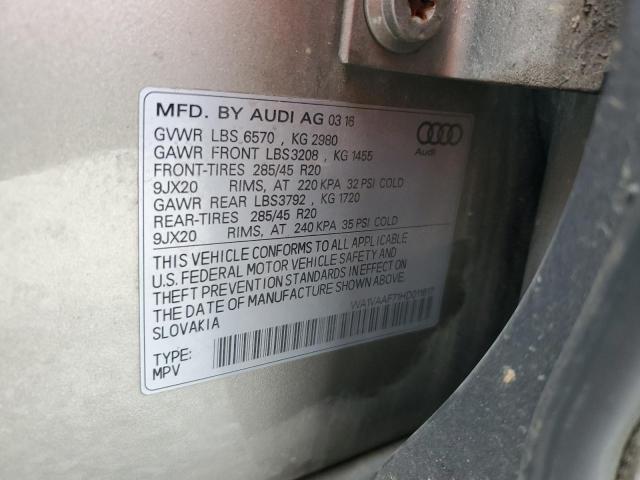 MFD. BY AUDI AG 03 16
GVWR LBS 6570 , KG 2980
GAWR FRONT LBS3208 , KG 1455
FRONT-TIRES 285/45 R20
9JX20 RIMS, AT 220 KPA 32 PSI COLD
GAWR REAR LBS3792 , KG 1720
REAR-TIRES 285/45 R20
9JX20 RIMS, AT 240 KPA 35 PSI COLD
Audi
THIS VEHICLE CONFORMS TO ALL APPLICABLE
U.S. FEDERAL MOTOR VEHICLE SAFETY AND
THEFT PREVENTION STANDARDS IN EFFECT ON
THE DATE OF MANUFACTURE SHOWN ABOVE.
SLOVAKIA
TYPE:
MPV